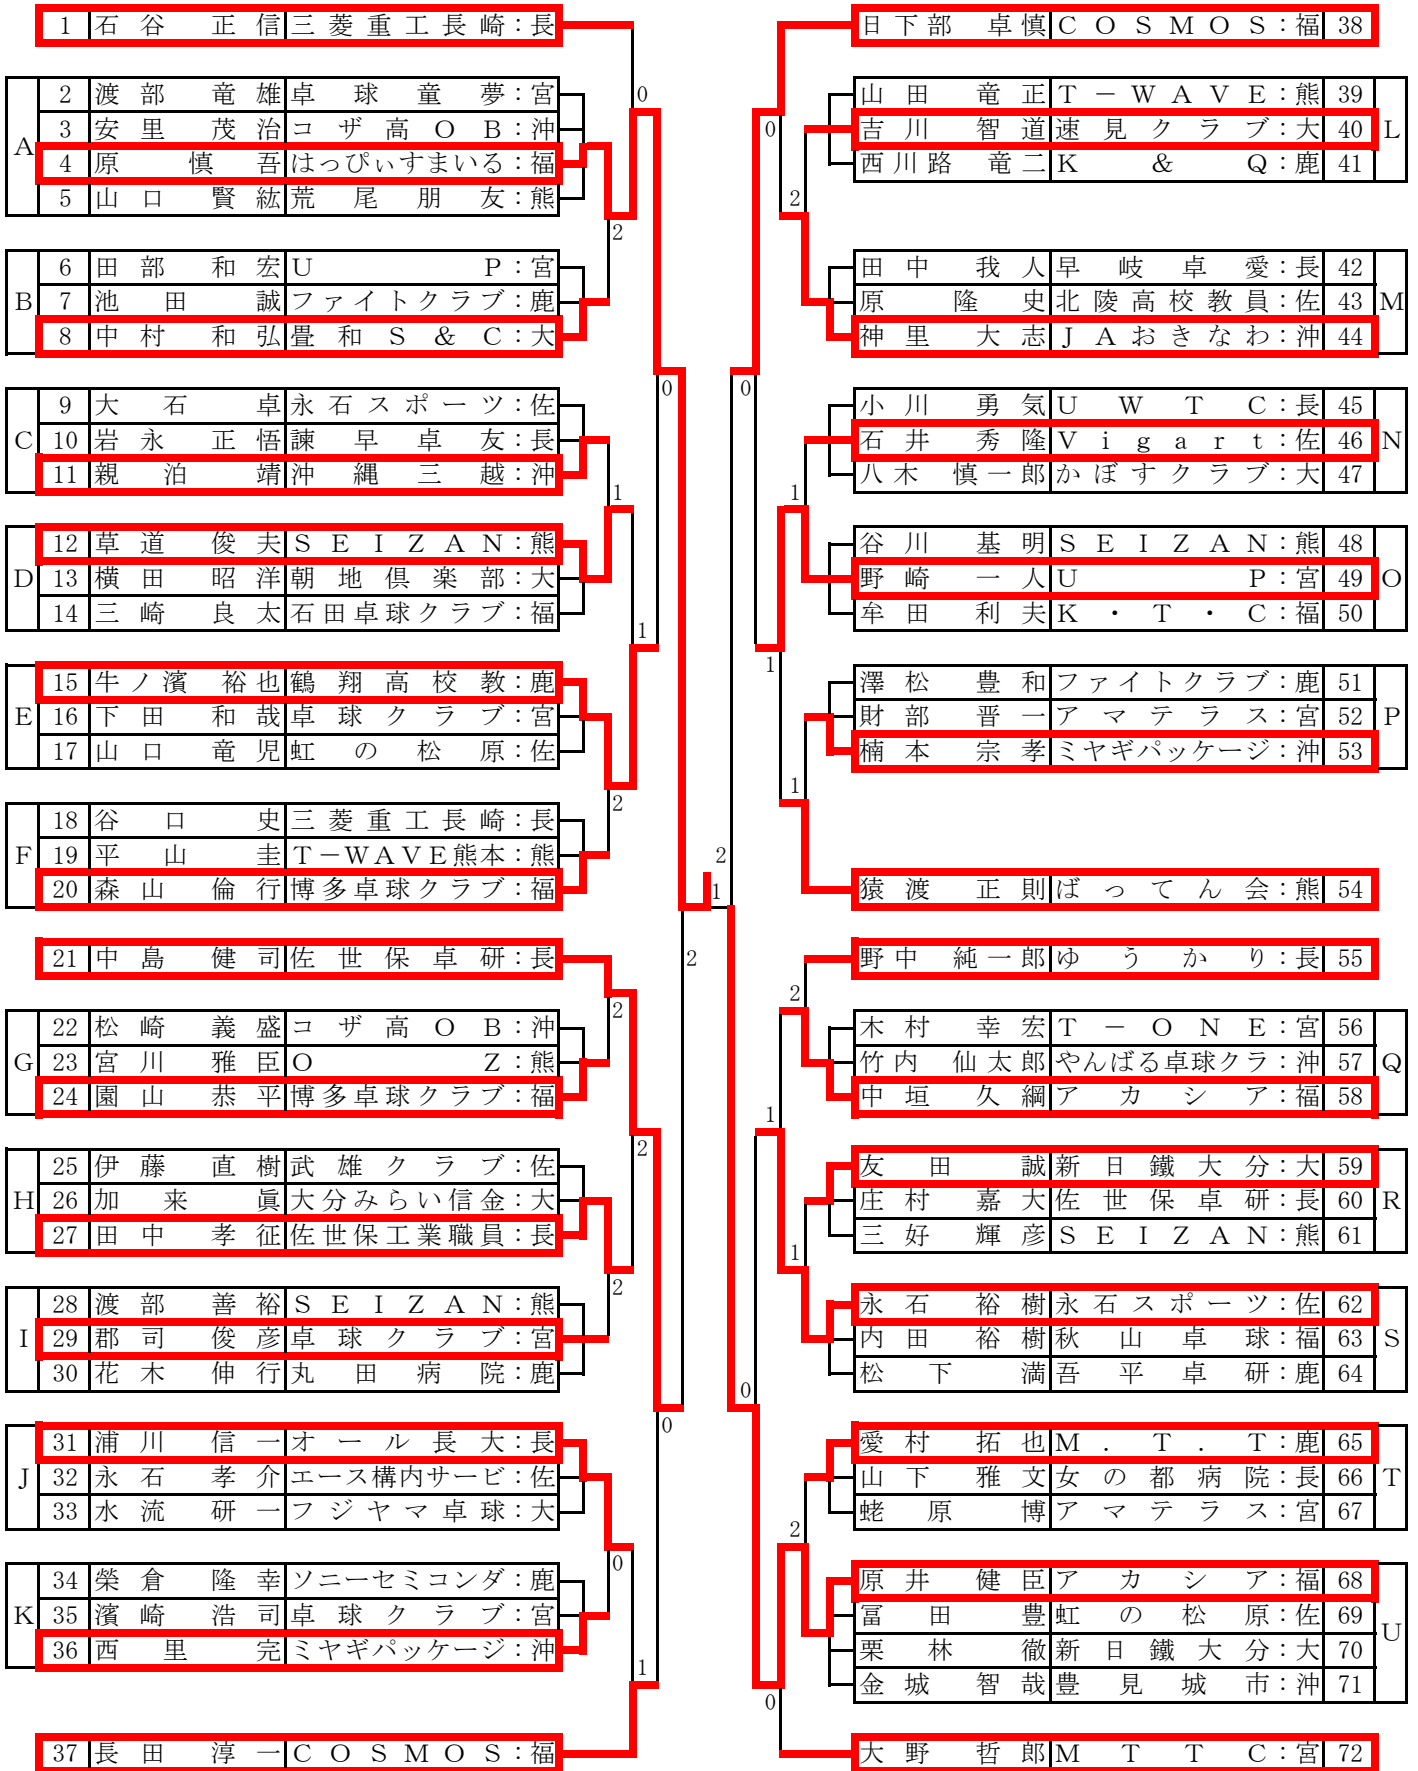 1 石谷 正信 三菱重工長崎:長
A
2 渡部 竜雄 卓球童夢:宮
3 安里 茂治 コザ高OB:沖
4 原 慎吾 はっぴぃすまいる:福
5 山口 賢紘 荒尾朋友:熊
B
6 田部 和宏 UP:宮
7 池田 誠 ファイトクラブ:鹿
8 中村 和弘 畳和S&C:大
C
9 大石 卓 永石スポーツ:佐
10 岩永 正悟 諫早卓友:長
11 親泊 靖 沖縄三越:沖
D
12 草道 俊夫 SEIZAN:熊
13 横田 昭洋 朝地倶楽部:大
14 三崎 良太 石田卓球クラブ:福
E
15 牛ノ濱 裕也 鶴翔高校教:鹿
16 下田 和哉 卓球クラブ:宮
17 山口 竜児 虹の松原:佐
F
18 谷口 史 三菱重工長崎:長
19 平山 圭 T-WAVE熊本:熊
20 森山 倫行 博多卓球クラブ:福
21 中島 健司 佐世保卓研:長
G
22 松崎 義盛 コザ高OB:沖
23 宮川 雅臣 OZ:熊
24 園山 恭平 博多卓球クラブ:福
H
25 伊藤 直樹 武雄クラブ:佐
26 加来 眞 大分みらい信金:大
27 田中 孝征 佐世保工業職員:長
I
28 渡部 善裕 SEIZAN:熊
29 郡司 俊彦 卓球クラブ:宮
30 花木 伸行 丸田病院:鹿
J
31 浦川 信一 オール長大:長
32 永石 孝介 エース構内サービ:佐
33 水流 研一 フジヤマ卓球:大
K
34 榮倉 隆幸 ソニーセミコンダ:鹿
35 濱崎 浩司 卓球クラブ:宮
36 西里 完 ミヤギパッケージ:沖
37 長田 淳一 COSMOS:福
0
2
0
1
1
2
2
2
2
2
0
0
1
2
1
日下部 卓慎 COSMOS:福 38
山田 竜正 T-WAVE:熊 39
吉川 智道 速見クラブ:大 40
西川路 竜二 K&Q:鹿 41
L
田中 我人 早岐卓愛:長 42
原 隆史 北陵高校教員:佐 43
神里 大志 JAおきなわ:沖 44
M
小川 勇気 UWTC:長 45
石井 秀隆 Vigart:佐 46
八木 慎一郎 かぼすクラブ:大 47
N
谷川 基明 SEIZAN:熊 48
野崎 一人 UP:宮 49
牟田 利夫 K・T・C:福 50
O
澤松 豊和 ファイトクラブ:鹿 51
財部 晋一 アマテラス:宮 52
楠本 宗孝 ミヤギパッケージ:沖 53
P
猿渡 正則 ばってん会:熊 54
野中 純一郎 ゆうかり:長 55
木村 幸宏 T-ONE:宮 56
竹内 仙太郎 やんばる卓球クラ:沖 57
中垣 久綱 アカシア:福 58
Q
友田 誠 新日鐵大分:大 59
庄村 嘉大 佐世保卓研:長 60
三好 輝彦 SEIZAN:熊 61
R
永石 裕樹 永石スポーツ:佐 62
内田 裕樹 秋山卓球:福 63
松下 満 吾平卓研:鹿 64
S
愛村 拓也 M.T.T:鹿 65
山下 雅文 女の都病院:長 66
蛯原 博 アマテラス:宮 67
T
原井 健臣 アカシア:福 68
冨田 豊 虹の松原:佐 69
栗林 徹 新日鐵大分:大 70
金城 智哉 豊見城市:沖 71
U
大野 哲郎 MTTC:宮 72
0
2
0
1
1
1
2
1
1
0
2
0